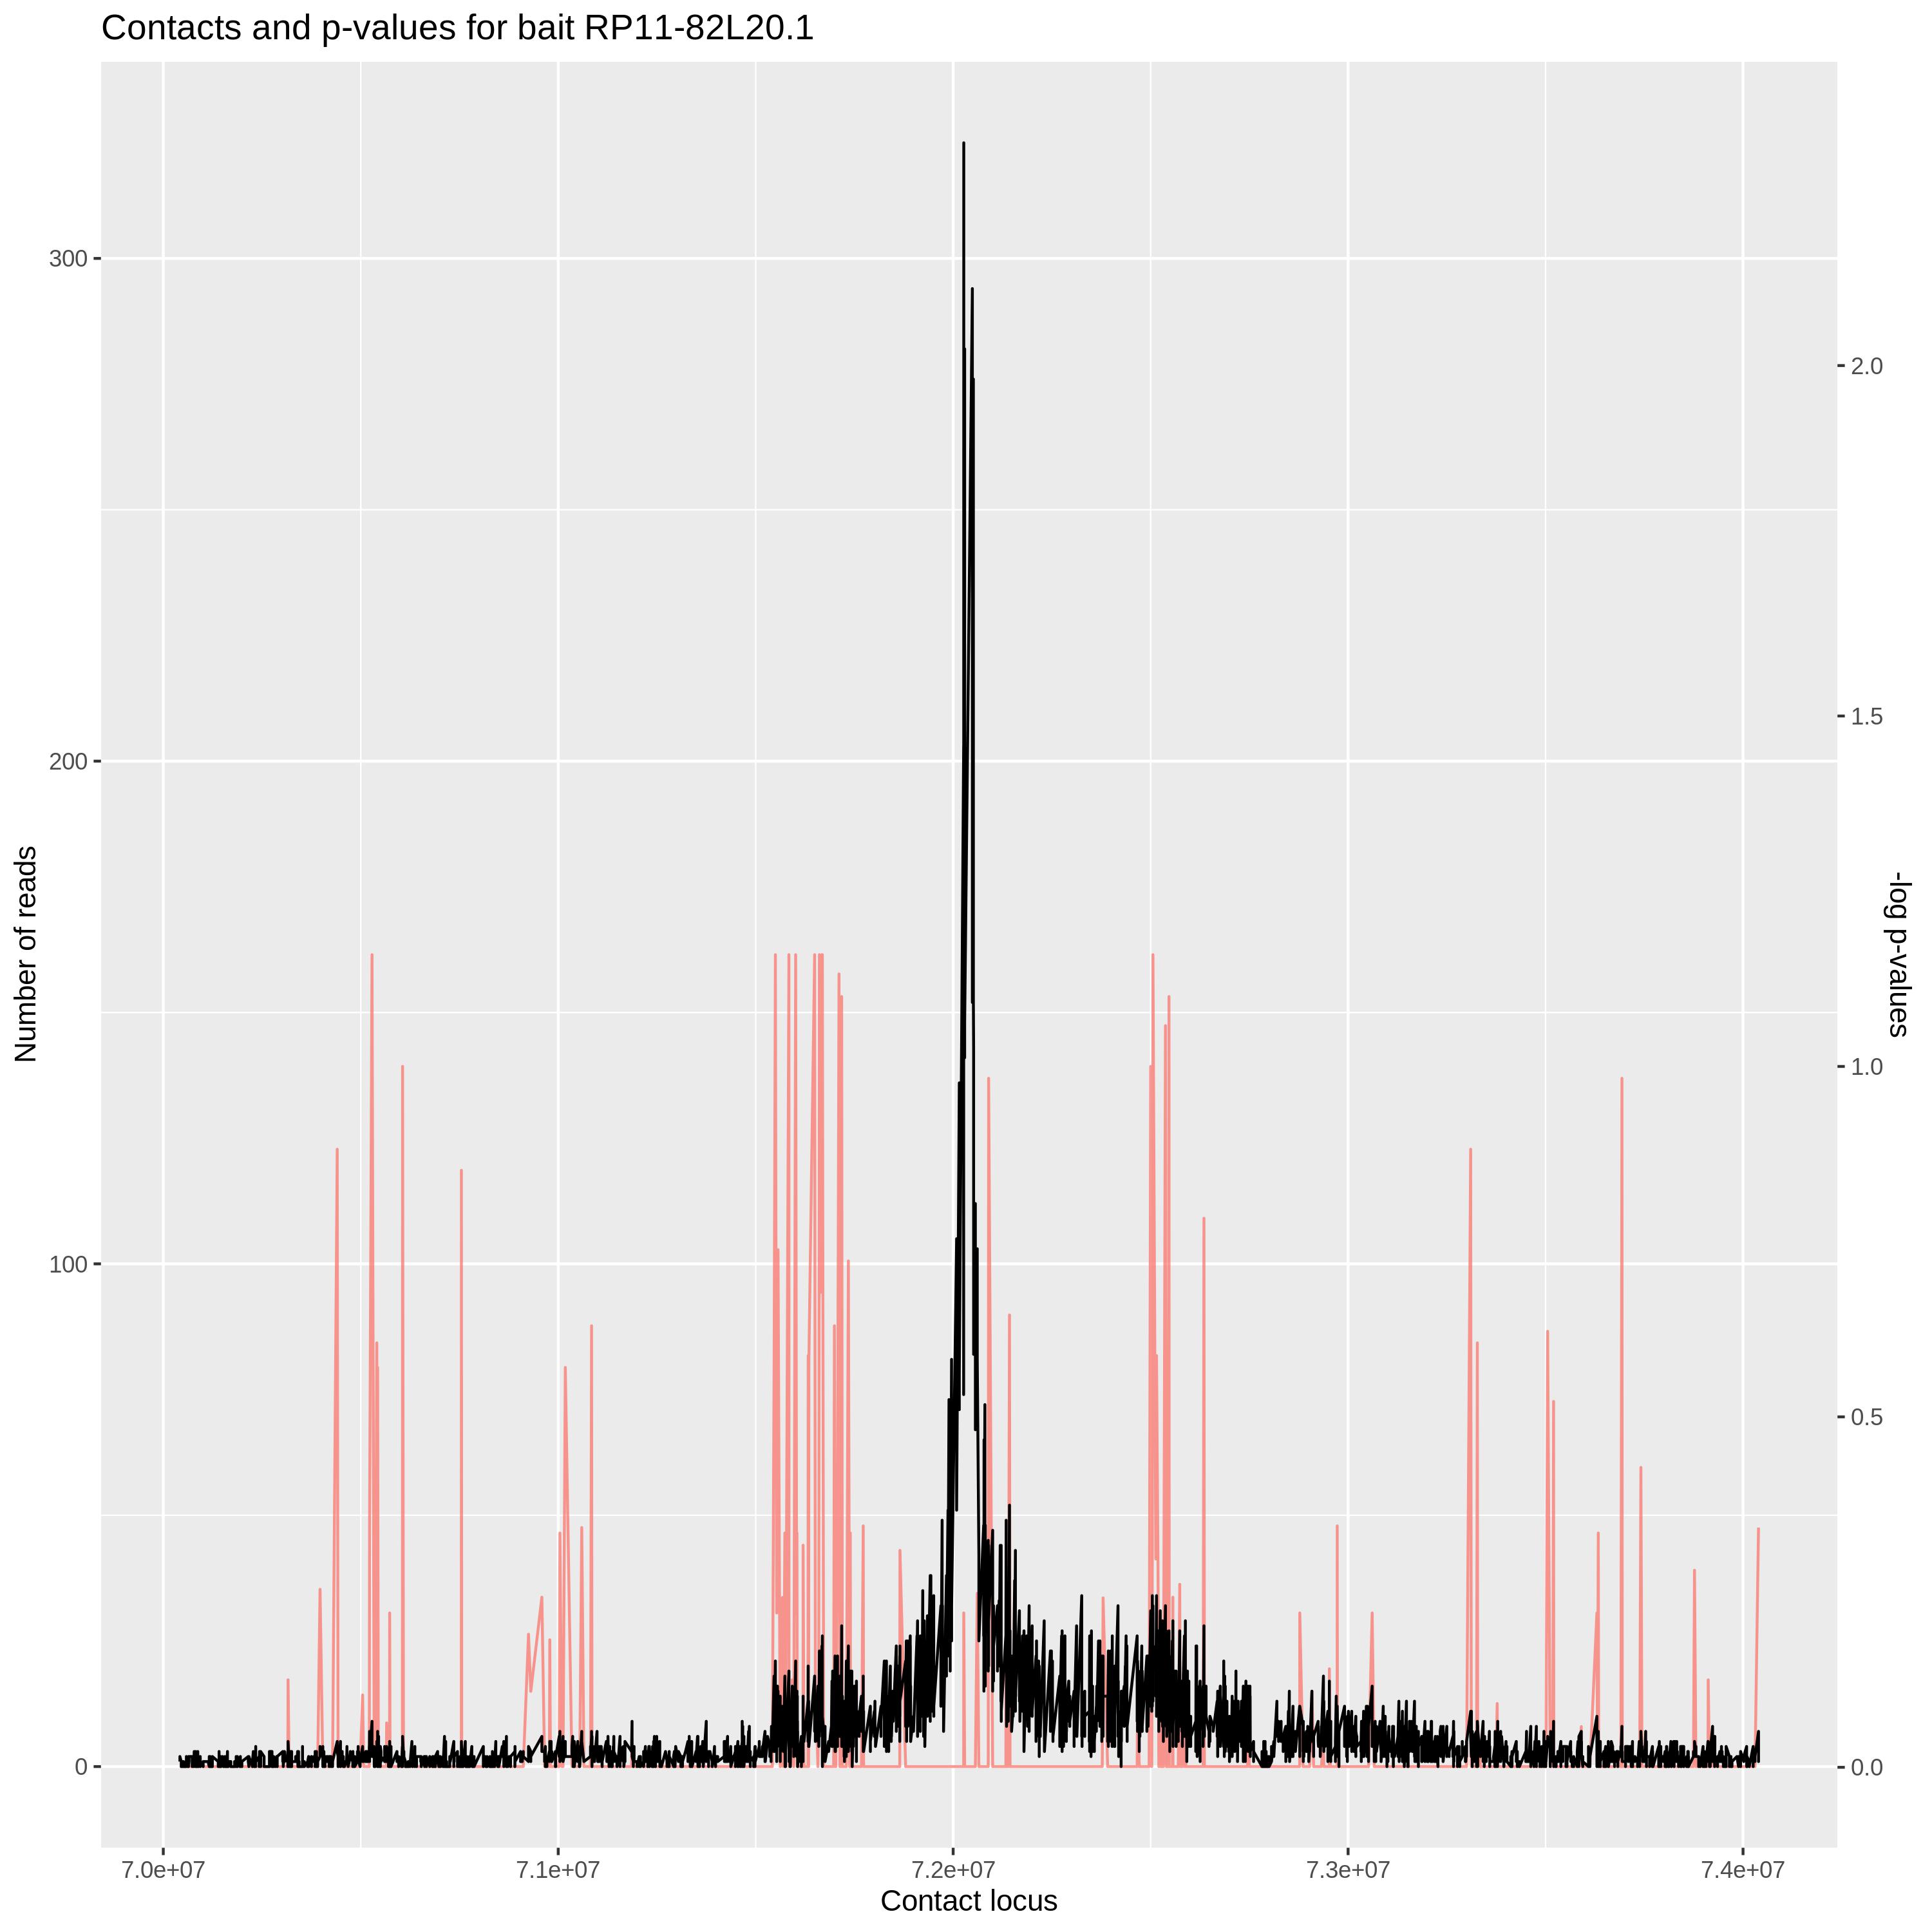 Contacts and p-values for bait RP11-82L20.1
Number of reads
300
200
100
0
2.0
1.5
1.0
0.5
0.0
-log p-values
7.0e+07
7.1e+07
7.2e+07
7.3e+07
7.4e+07
Contact locus